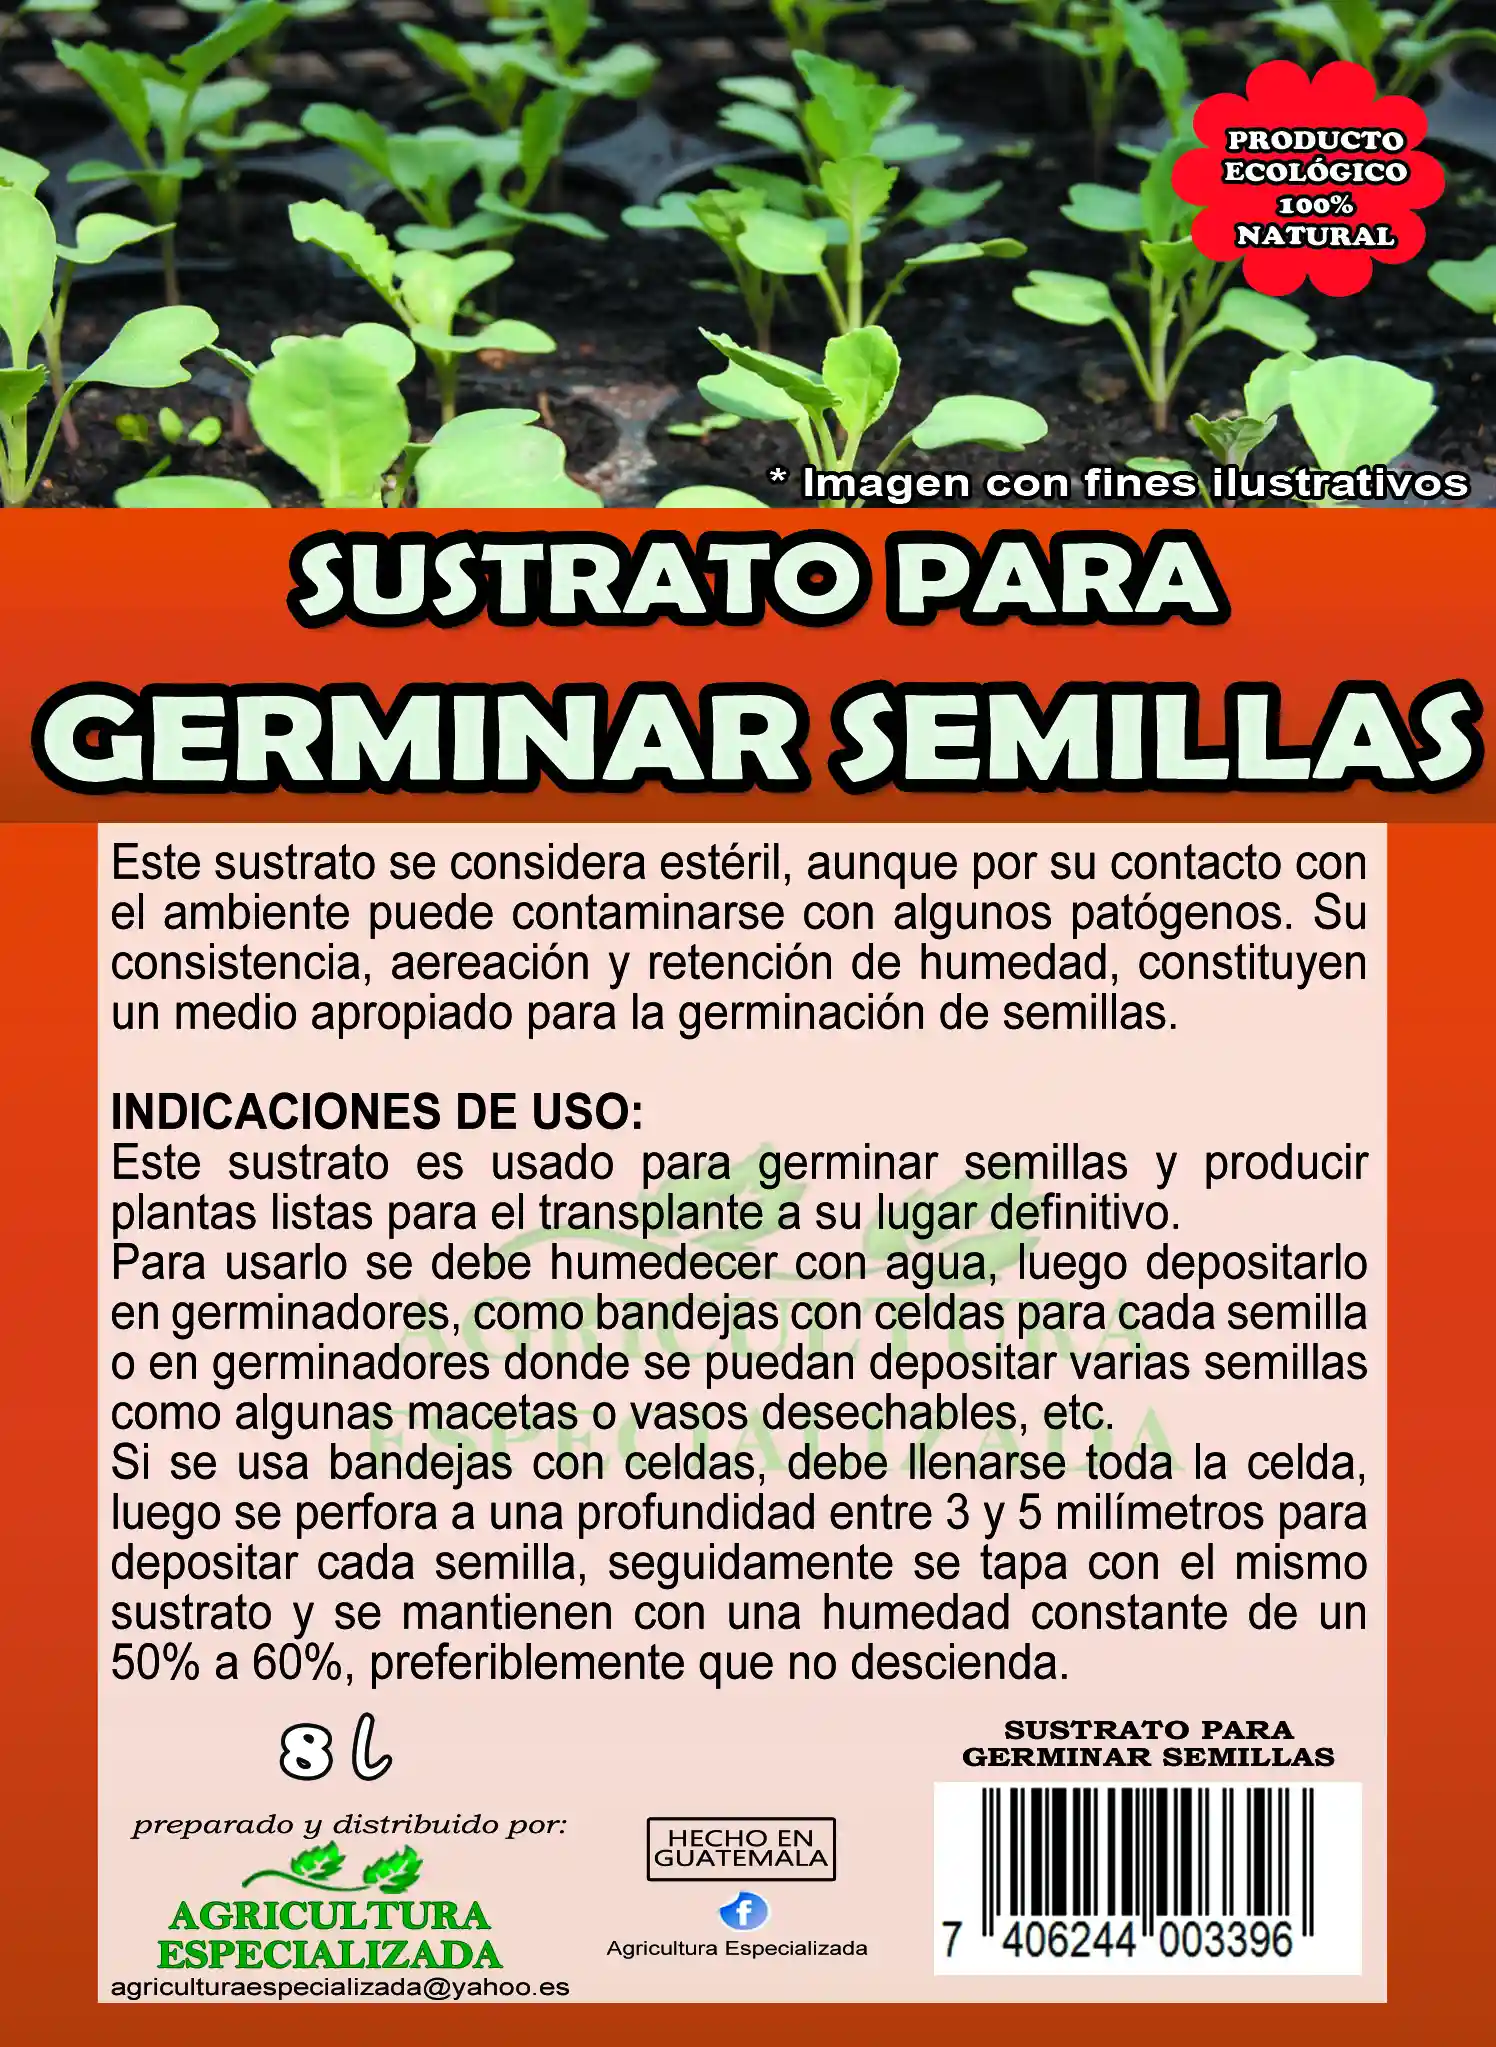 PRODUCTO
ECOLÓGICO
100%
NATURAL
* Imagen con fines ilustrativos
SUSTRATO PARA
GERMINAR SEMILLAS
Este sustrato se considera estéril, aunque por su contacto con
el ambiente puede contaminarse con algunos patógenos. Su
consistencia, aereación y retención de humedad, constituyen
un medio apropiado para la germinación de semillas.
INDICACIONES DE USO:
Este sustrato es usado para germinar semillas y producir
plantas listas para el transplante a su lugar definitivo.
Para usarlo se debe humedecer con agua, luego depositarlo
en germinadores, como bandejas con celdas para cada semilla
o en germinadores donde se puedan depositar varias semillas
como algunas macetas o vasos desechables, etc.
Si se usa bandejas con celdas, debe llenarse toda la celda,
luego se perfora a una profundidad entre 3 y 5 milímetros para
depositar cada semilla, seguidamente se tapa con el mismo
sustrato y se mantienen con una humedad constante de un
50% a 60%, preferiblemente que no descienda.
AGRICULTURA
ESPECIALIZADA
8 l
preparado y distribuido por:
AGRICULTURA
ESPECIALIZADA
agriculturaespecializada@yahoo.es
HECHO EN
GUATEMALA
f
Agricultura Especializada
SUSTRATO PARA
GERMINAR SEMILLAS
7 406244 003396